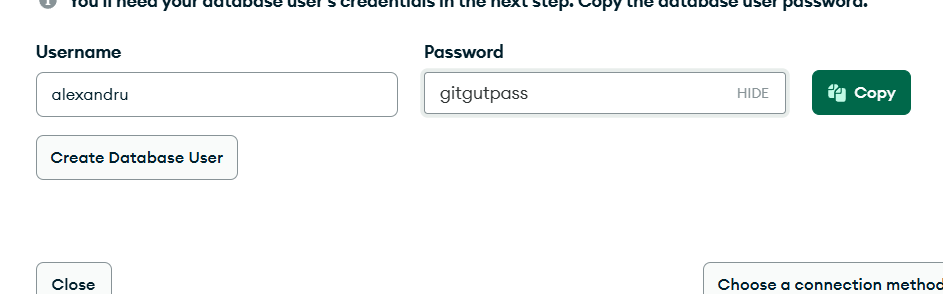 You'll need your database user's credentials in the next step. Copy the database user password.
Username
Password
alexandru
gitgutpass
HIDE
Copy
Create Database User
Close
Choose a connection method